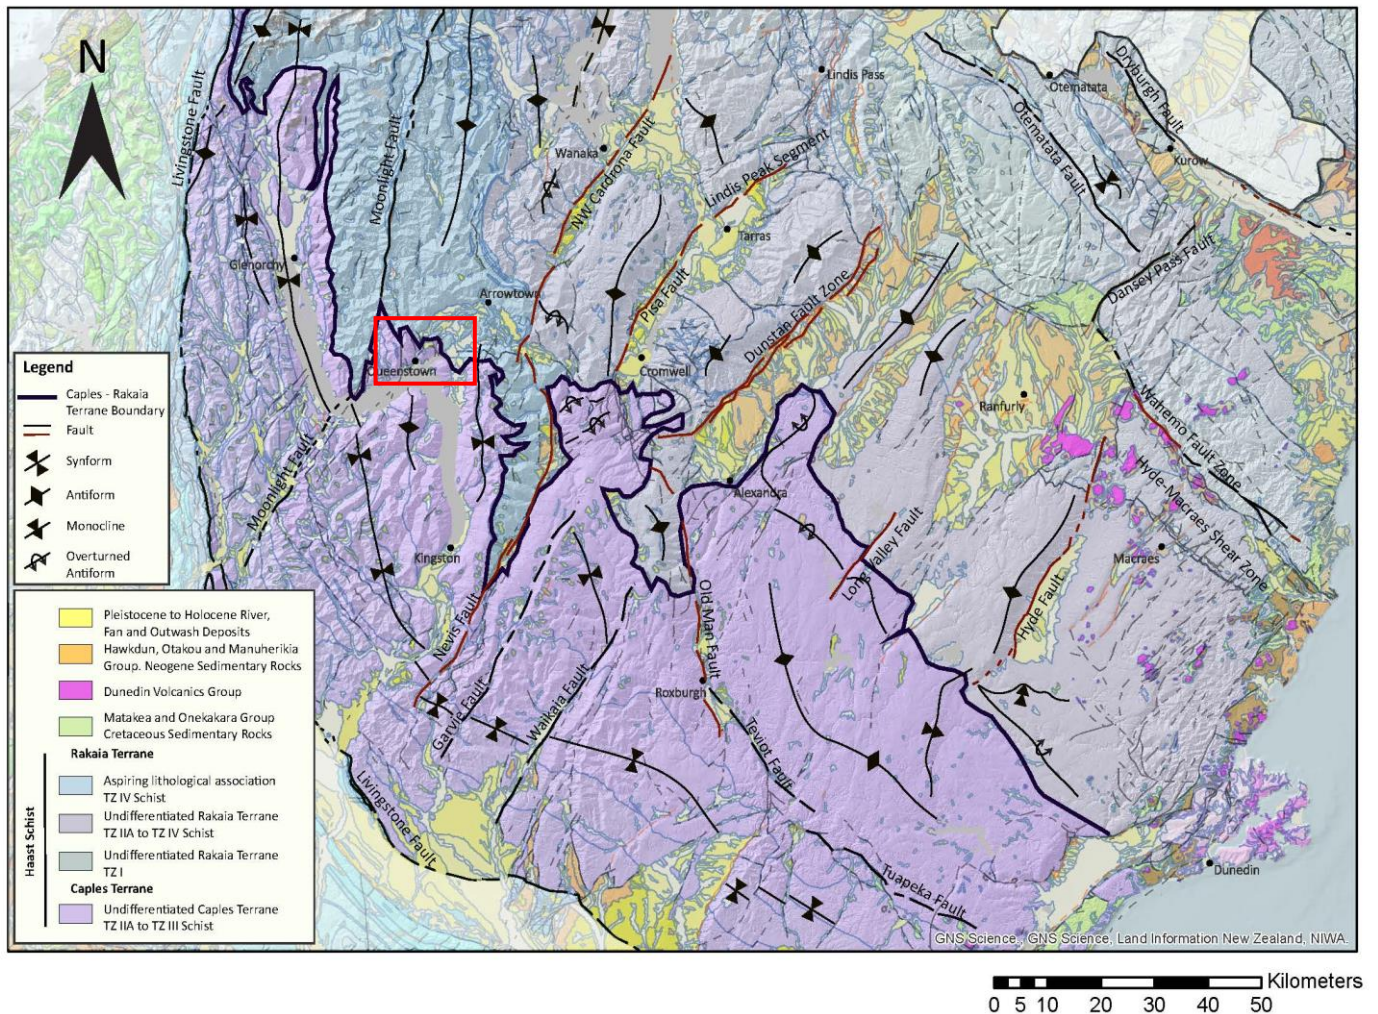 N
Livingstone Fault
Moonlight Fault
Wanaka
NW Cardrona Fault
Lindis Pass
Lindis Peak Segment
Tarras
Otematata
Dryburgh Fault
Otematata Fault
Kurow
Dansey Pass Fault
Glenorchy
Arrowtown
Pisa Fault
Dunstan Fault Zone
Queenstown
Cromwell
Ranfurly
Waihemo Fault Zone
Hyde-Macraes Shear Zone
Macraes
Moonlight Fault
Alexandra
Kingston
Long Valley Fault
Hyde Fault
Nevis Fault
Old Man Fault
Roxburgh
Garvie Fault
Waikaia Fault
Teviot Fault
Livingstone Fault
Tuapeka Fault
Dunedin
Legend
Caples - Rakaia
Terrane Boundary
Fault
Synform
Antiform
Monocline
Overturned
Antiform
Pleistocene to Holocene River,
Fan and Outwash Deposits
Hawkdun, Otakou and Manuherikia
Group. Neogene Sedimentary Rocks
Dunedin Volcanics Group
Matakea and Onekakara Group
Cretaceous Sedimentary Rocks
Haast Schist
Rakaia Terrane
Aspiring lithological association
TZ IV Schist
Undifferentiated Rakaia Terrane
TZ IIA to TZ IV Schist
Undifferentiated Rakaia Terrane
TZ I
Caples Terrane
Undifferentiated Caples Terrane
TZ IIA to TZ III Schist
GNS Science., GNS Science, Land Information New Zealand, NIWA.
Kilometers
0 5 10 20 30 40 50